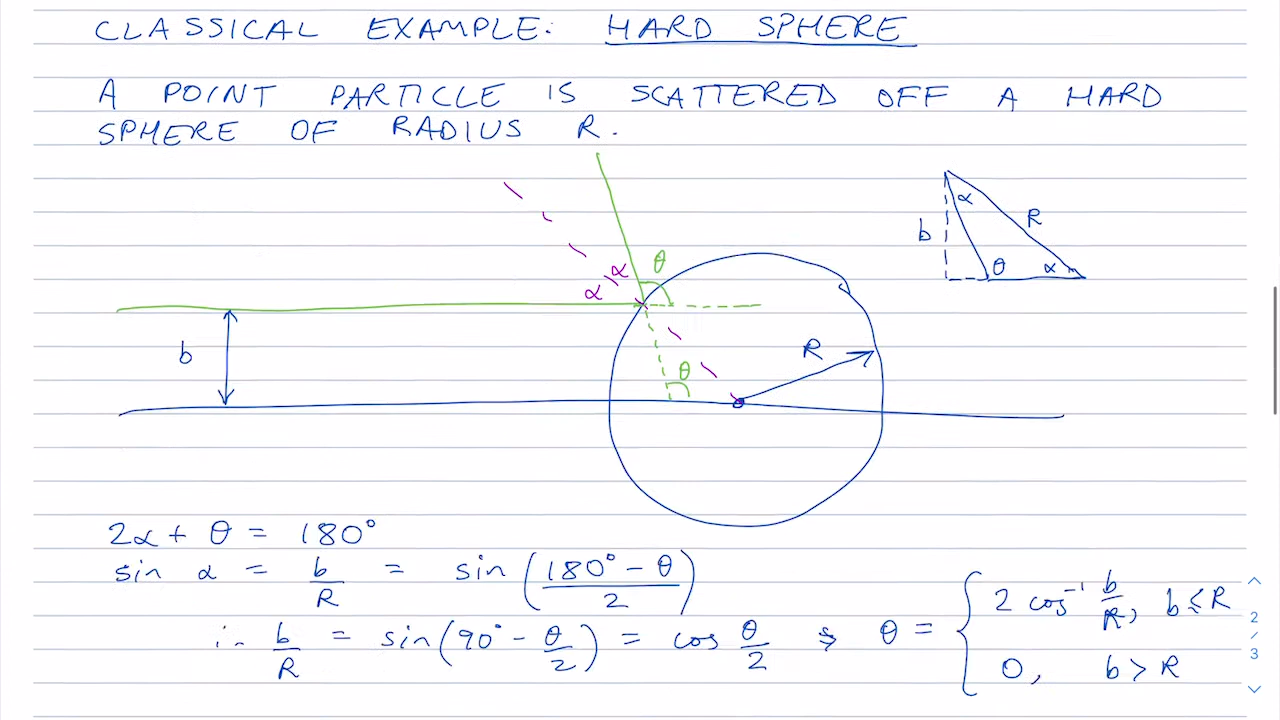 CLASSICAL EXAMPLE: HARD SPHERE
A POINT PARTICLE IS SCATTERED OFF A HARD
SPHERE OF RADIUS R.
α
b
R
θ
α
θ
α
α
b
R
θ
2α + θ = 180°
sin α = b/R = sin((180° - θ)/2)
b/R = sin(90° - θ/2) = cos θ/2 θ = { 2 cos⁻¹ b/R, b ≤ R
0, b > R
2
/
3